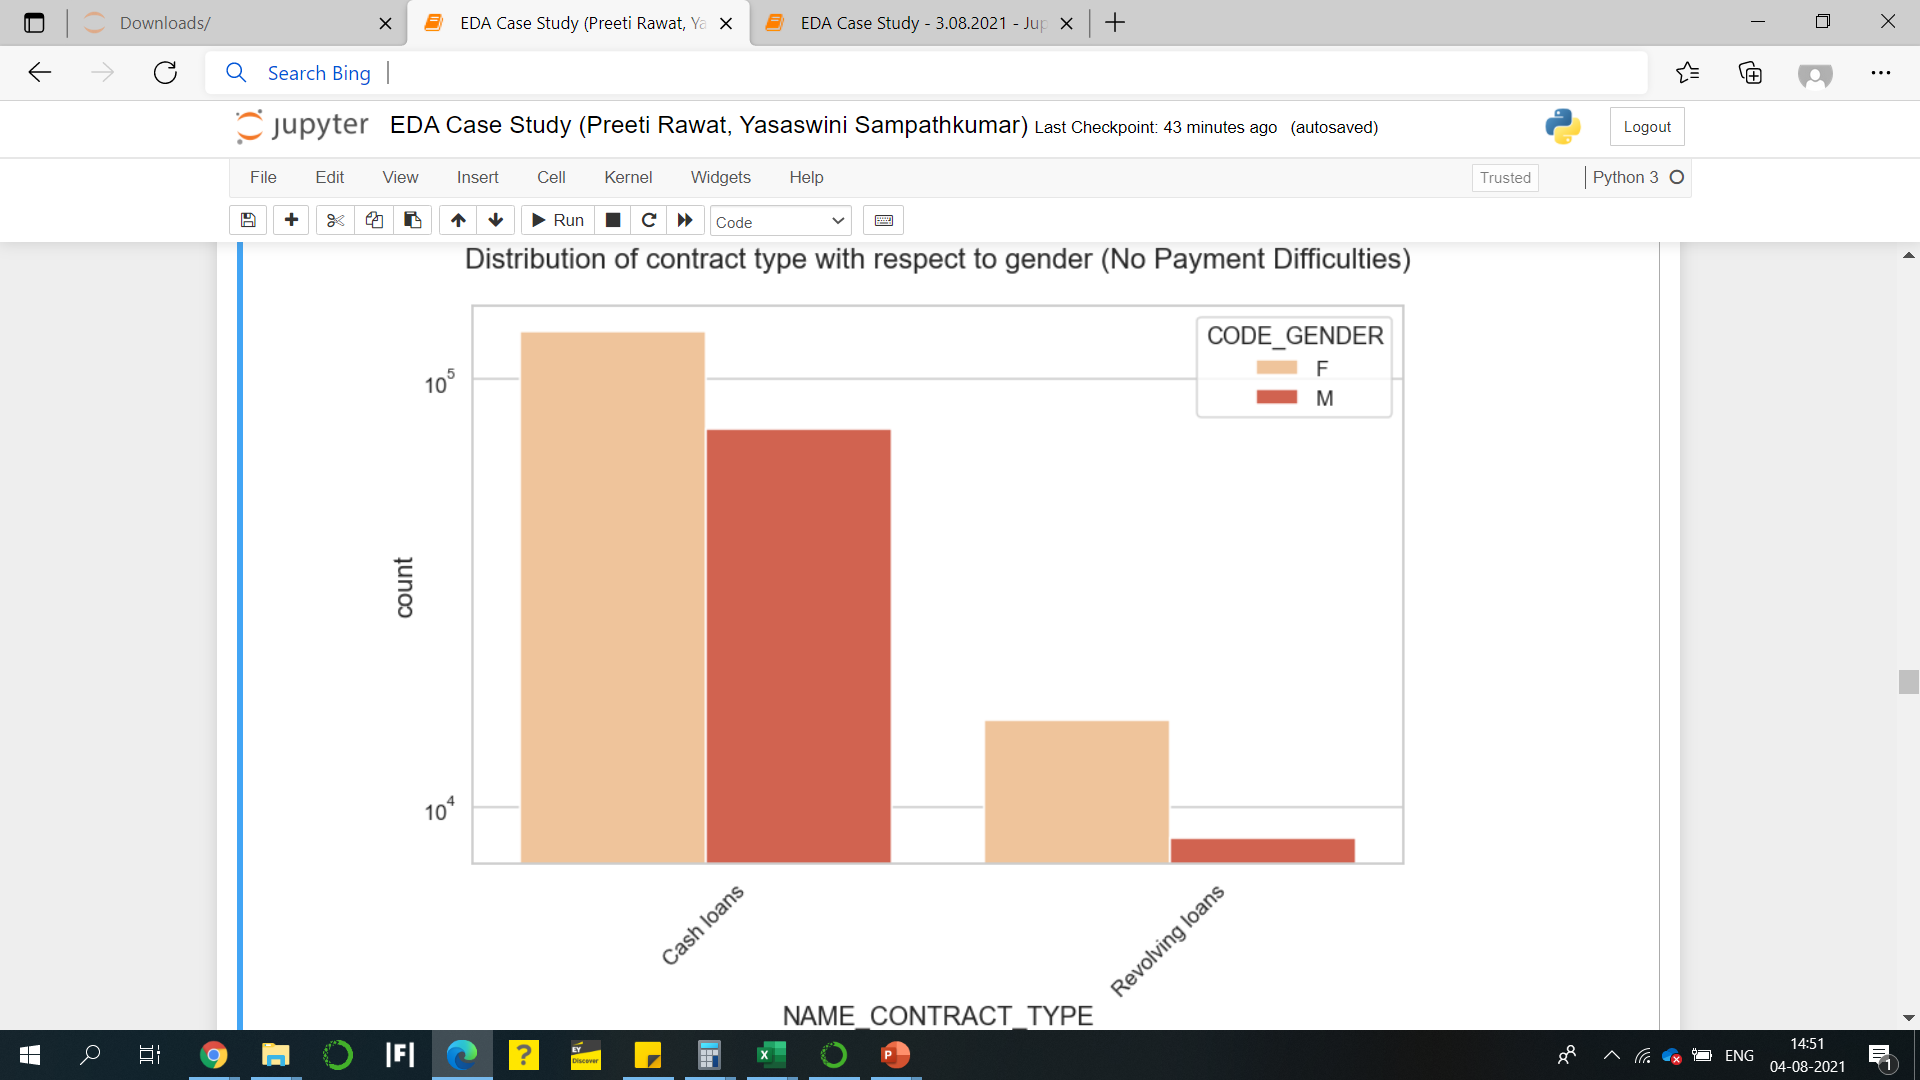 Downloads/
EDA Case Study (Preeti Rawat, Ya
EDA Case Study - 3.08.2021 - Jup
Search Bing
jupyter EDA Case Study (Preeti Rawat, Yasaswini Sampathkumar) Last Checkpoint: 43 minutes ago (autosaved)
Logout
File Edit View Insert Cell Kernel Widgets Help
Trusted
Python 3
Run
Code
Distribution of contract type with respect to gender (No Payment Difficulties)
CODE_GENDER
F
M
10^5
10^4
count
Cash loans
Revolving loans
NAME_CONTRACT_TYPE
|F|
?
EY
Discover
X
P
ENG
14:51
04-08-2021
1